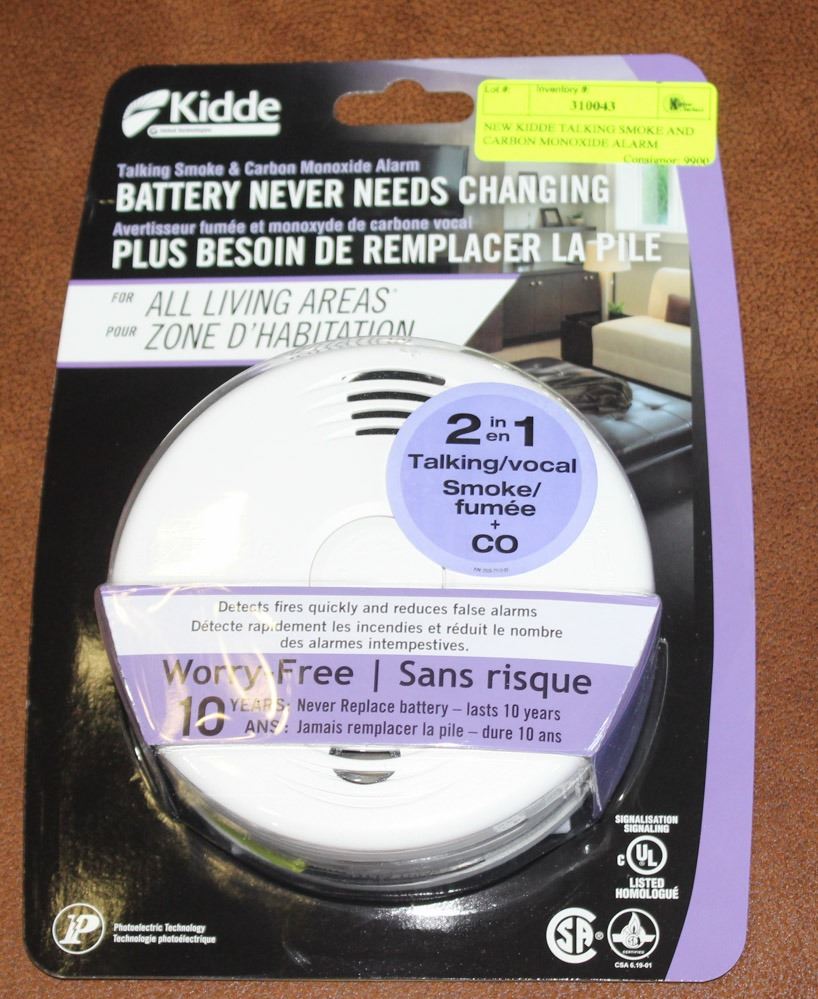 Kidde
United Technologies
Lot #:
Inventory #:
310043
NEW KIDDE TALKING SMOKE AND
CARBON MONOXIDE ALARM
Consignor: 9900
Talking Smoke & Carbon Monoxide Alarm
BATTERY NEVER NEEDS CHANGING
Avertisseur fumée et monoxyde de carbone vocal
PLUS BESOIN DE REMPLACER LA PILE
FOR ALL LIVING AREAS*
POUR ZONE D'HABITATION
2 in en 1
Talking/vocal
Smoke/
fumée
+
CO
Detects fires quickly and reduces false alarms
Détecte rapidement les incendies et réduit le nombre
des alarmes intempestives.
Worry-Free | Sans risque
10 YEARS: Never Replace battery – lasts 10 years
ANS: Jamais remplacer la pile – dure 10 ans
SIGNALISATION
SIGNALING
c UL
LISTED
HOMOLOGUÉ
P
Photoelectric Technology
Technologie photoélectrique
SA ®
CERTIFIED
CSA 6.19-01